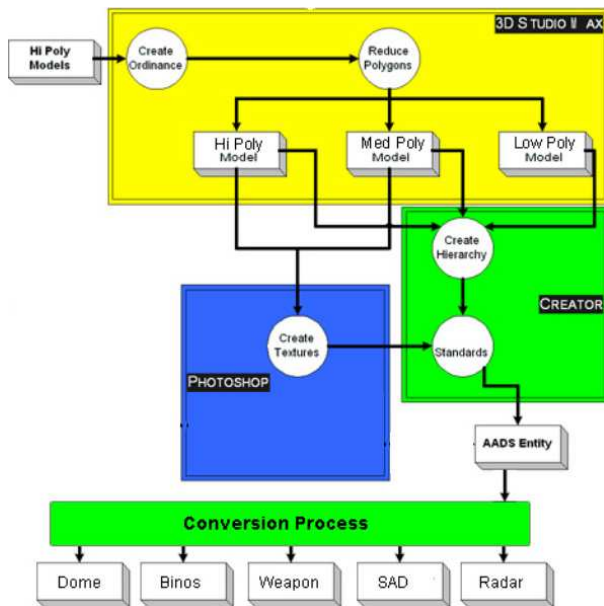 3D STUDIO MAX
Hi Poly
Models
Create
Ordinance
Reduce
Polygons
Hi Poly
Model
Med Poly
Model
Low Poly
Model
Create
Hierarchy
CREATOR
Create
Textures
Standards
PHOTOSHOP
AADS Entity
Conversion Process
Dome
Binos
Weapon
SAD
Radar